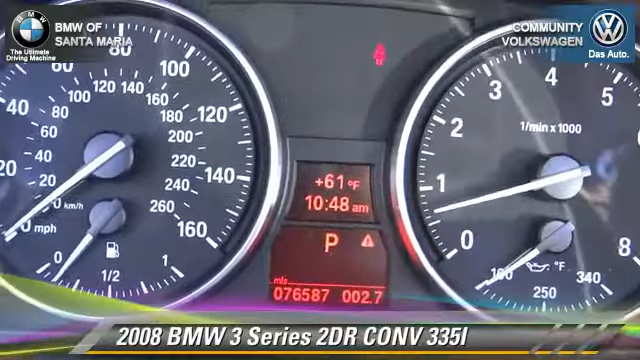 BMW
BMW OF
SANTA MARIA
The Ultimate
Driving Machine
COMMUNITY
VOLKSWAGEN
Das Auto.
20 40 60 80 100 120 140 160
20 40 60 80 100 120 140 160 180 200 220 240 260
km/h
mph
0 1/2 1
+61 °F
10:48 am
P
mls
076587 002.7
0 1 2 3 4 5 8
1/min x 1000
160 °F 340
250
2008 BMW 3 Series 2DR CONV 335I